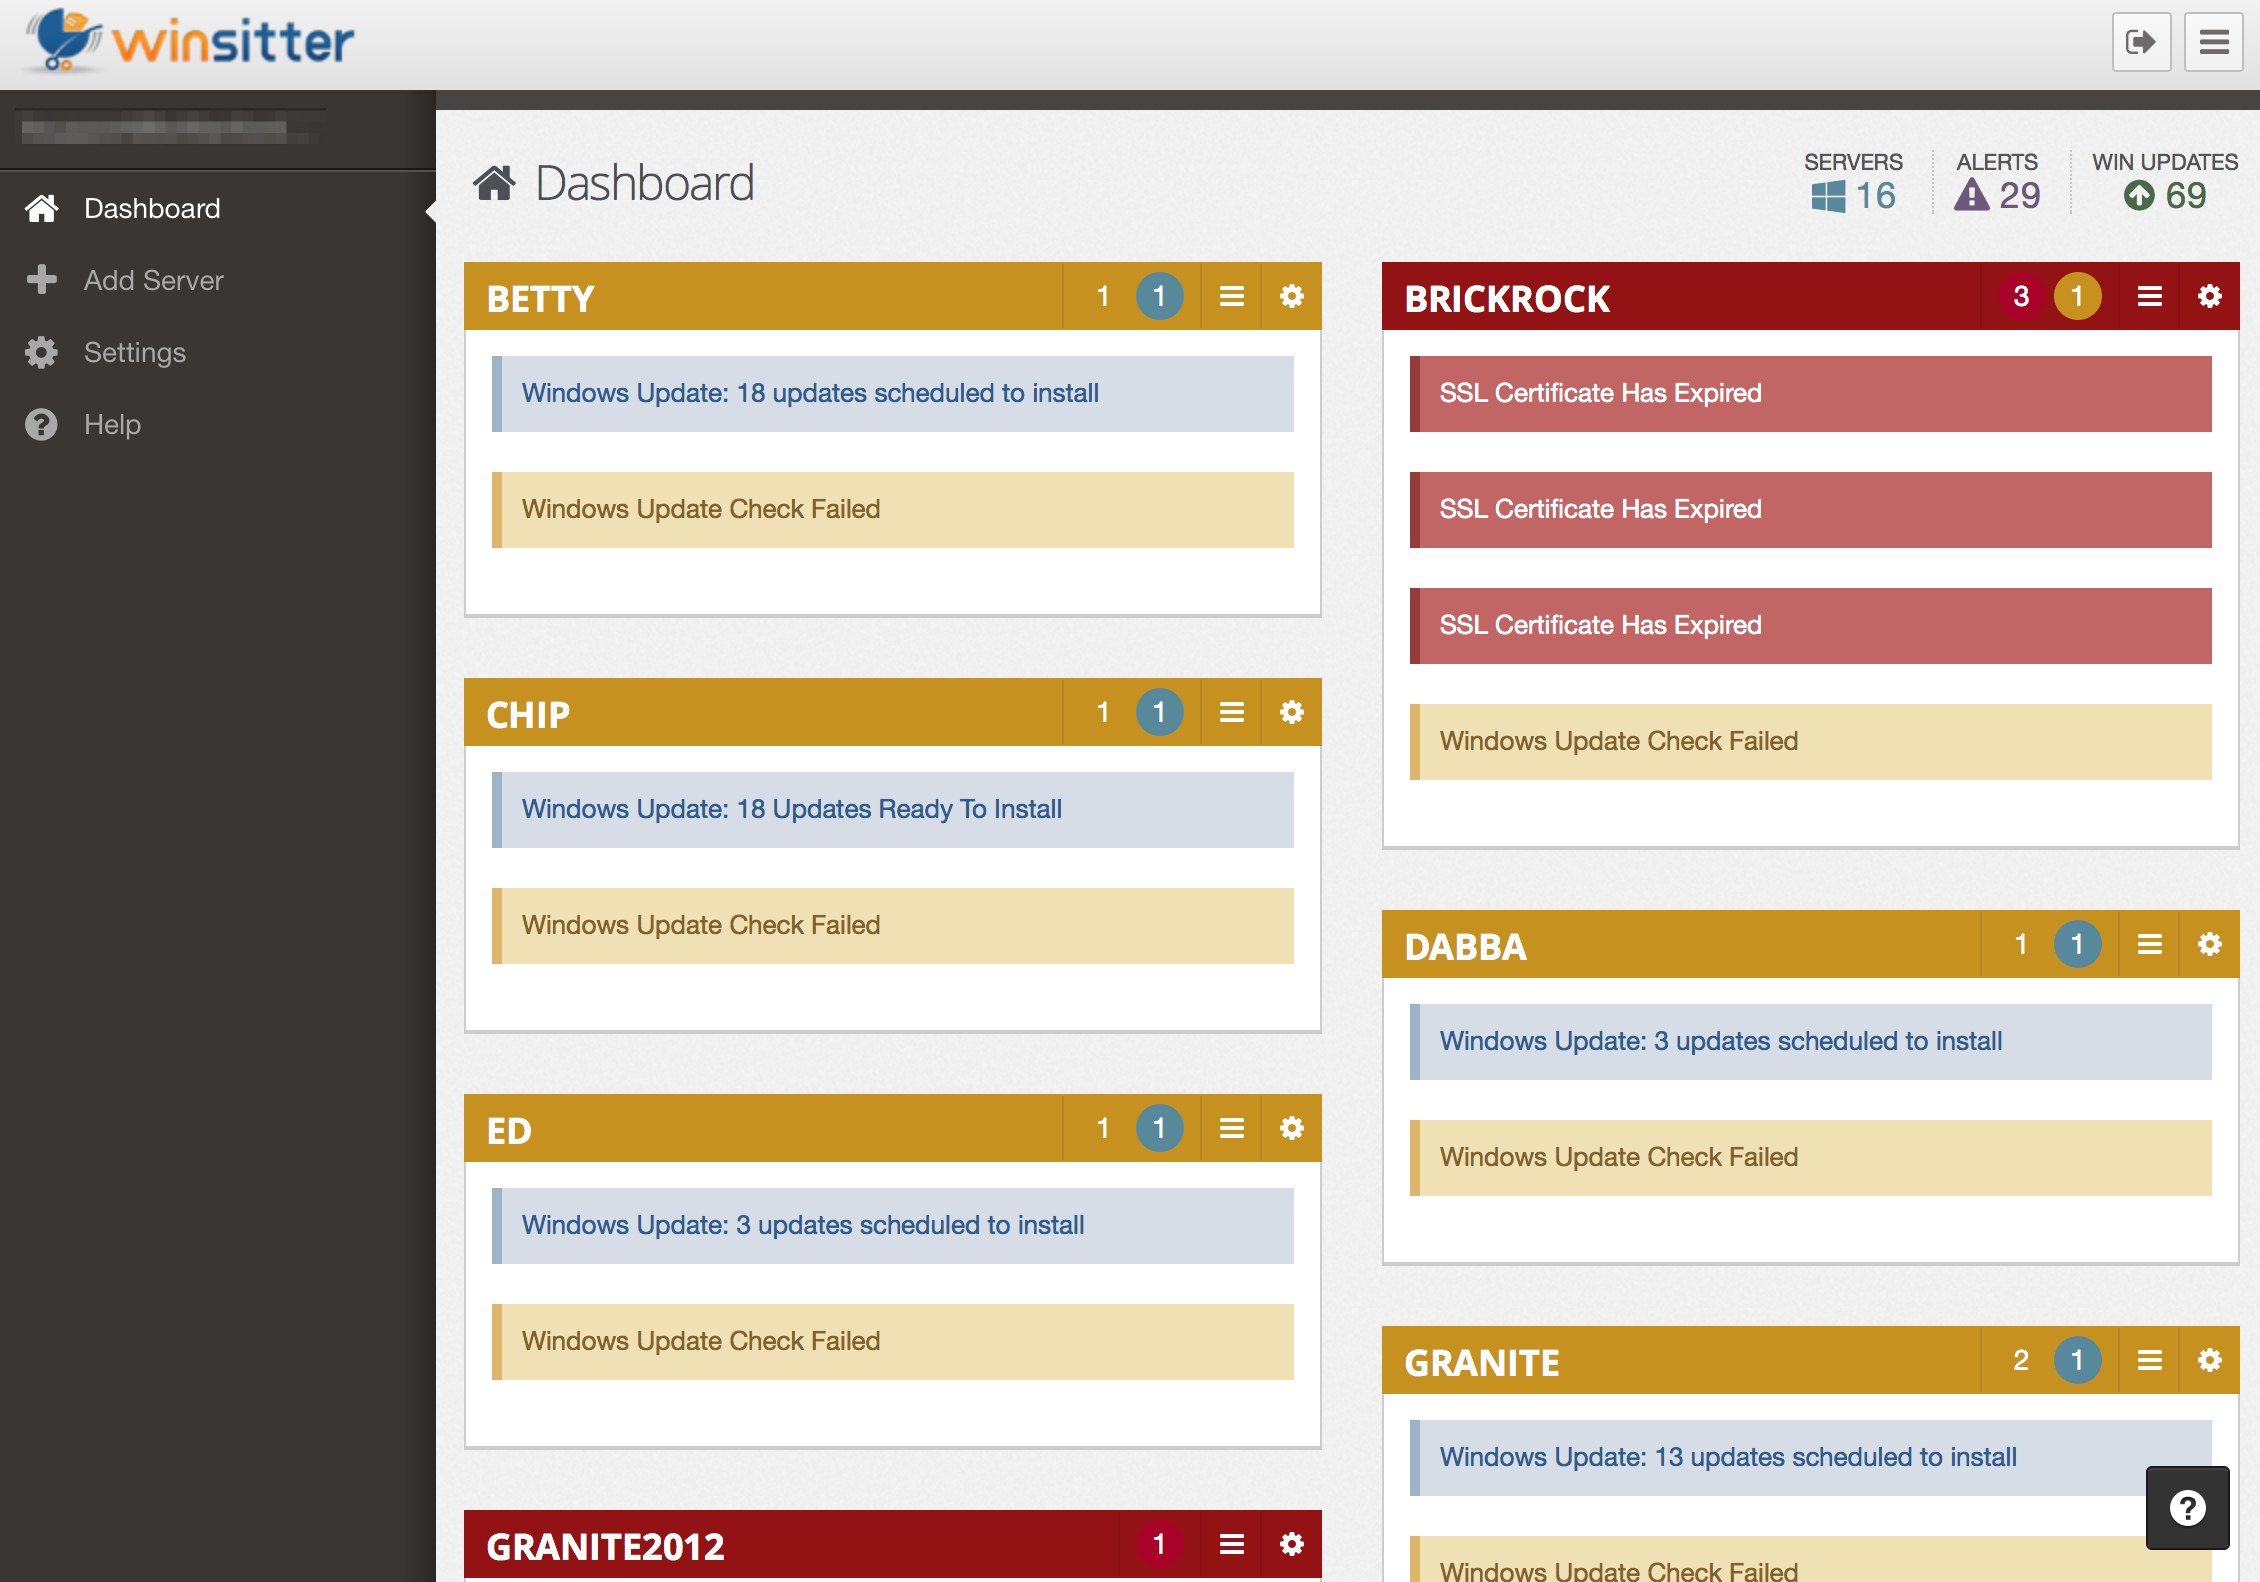 winsitter
Dashboard
Add Server
Settings
Help
Dashboard
SERVERS
16
ALERTS
29
WIN UPDATES
69
BETTY 1 1
Windows Update: 18 updates scheduled to install
Windows Update Check Failed
CHIP 1 1
Windows Update: 18 Updates Ready To Install
Windows Update Check Failed
ED 1 1
Windows Update: 3 updates scheduled to install
Windows Update Check Failed
GRANITE2012 1
BRICKROCK 3 1
SSL Certificate Has Expired
SSL Certificate Has Expired
SSL Certificate Has Expired
Windows Update Check Failed
DABBA 1 1
Windows Update: 3 updates scheduled to install
Windows Update Check Failed
GRANITE 2 1
Windows Update: 13 updates scheduled to install
Windows Update Check Failed